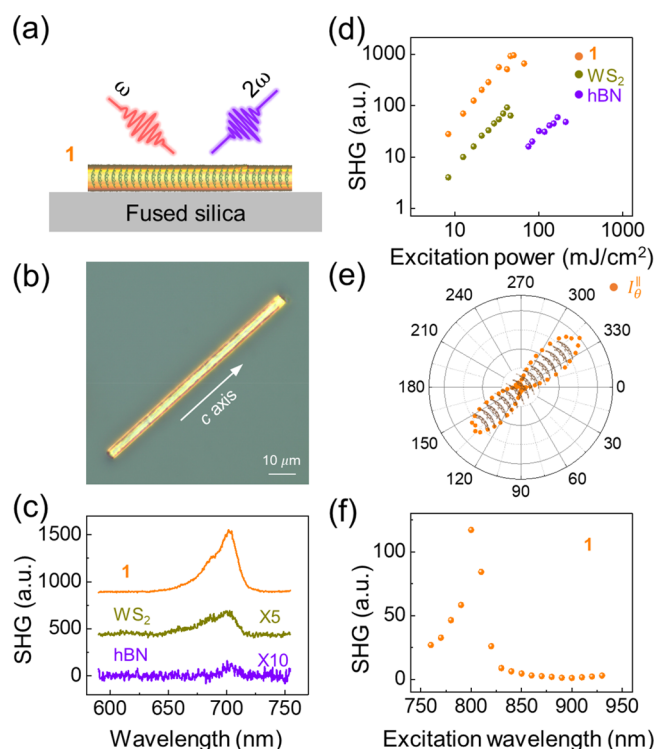 (a)
ω
2ω
1
Fused silica
(b)
c axis
10 μm
(c)
SHG (a.u.)
1500
1000
500
0
1
WS2
X5
hBN
X10
600
650
700
750
Wavelength (nm)
(d)
SHG (a.u.)
1000
100
10
1
1
WS2
hBN
10
100
1000
Excitation power (mJ/cm²)
(e)
270
240
300
210
330
180
0
150
30
120
60
90
Iθ∥
(f)
SHG (a.u.)
100
50
0
1
750
800
850
900
950
Excitation wavelength (nm)